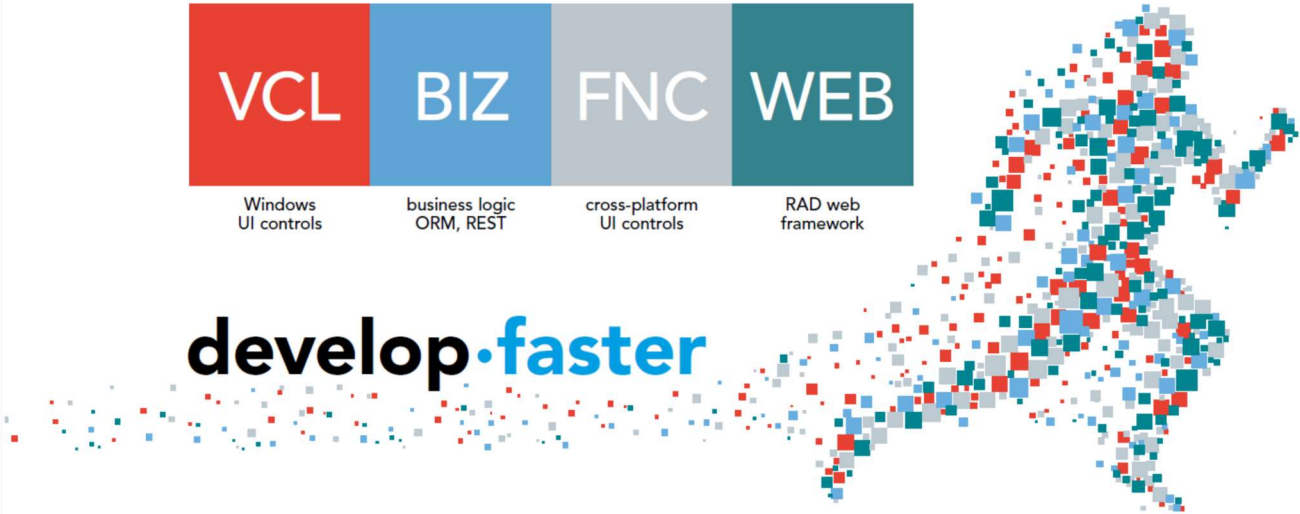 VCL BIZ FNC WEB
Windows business logic cross-platform RAD web
UI controls ORM, REST UI controls framework
develop·faster